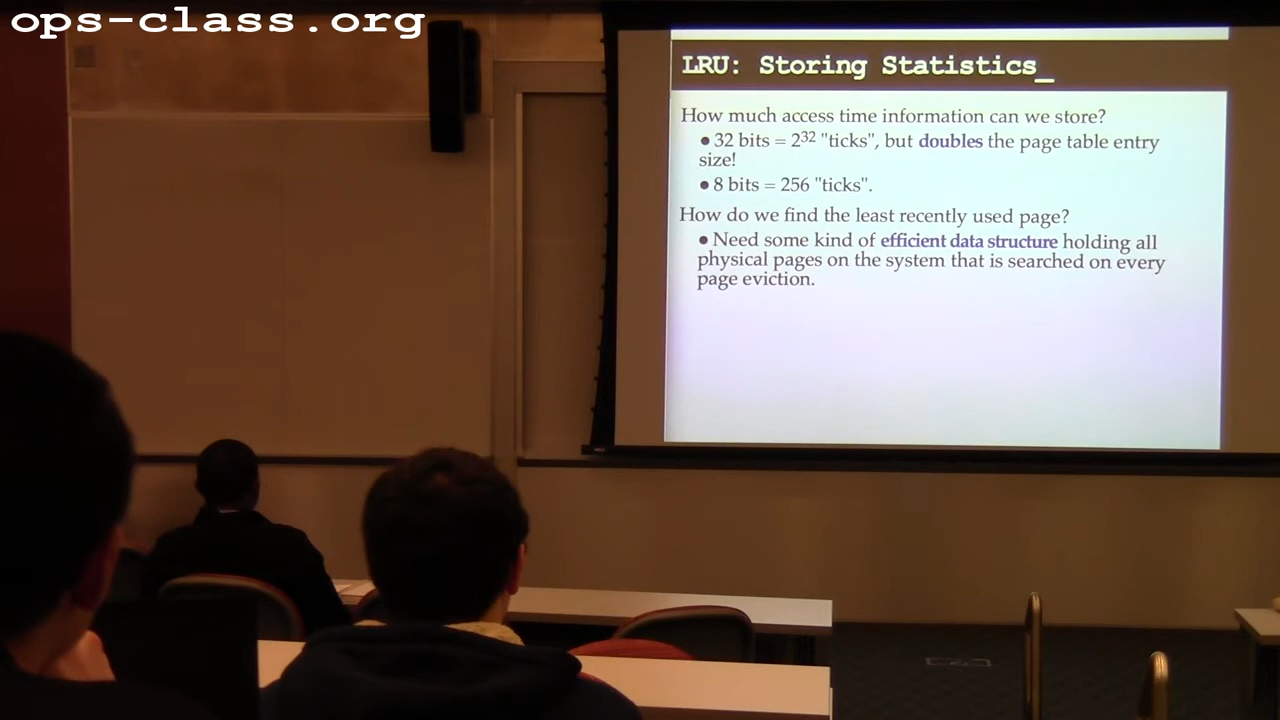 ops-class.org
LRU: Storing Statistics_
How much access time information can we store?
● 32 bits = 2³² "ticks", but doubles the page table entry
size!
● 8 bits = 256 "ticks".
How do we find the least recently used page?
● Need some kind of efficient data structure holding all
physical pages on the system that is searched on every
page eviction.